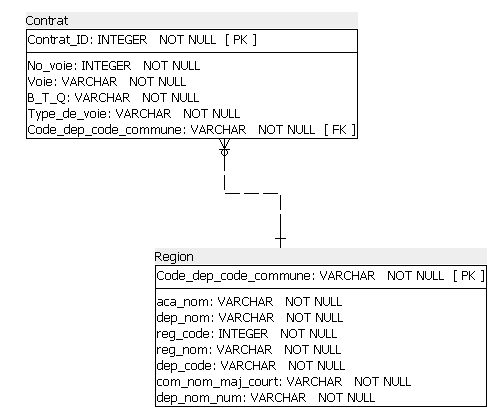 Contrat
Contrat_ID: INTEGER NOT NULL [ PK ]
No_voie: INTEGER NOT NULL
Voie: VARCHAR NOT NULL
B_T_Q: VARCHAR NOT NULL
Type_de_voie: VARCHAR NOT NULL
Code_dep_code_commune: VARCHAR NOT NULL [ FK ]
Region
Code_dep_code_commune: VARCHAR NOT NULL [ PK ]
aca_nom: VARCHAR NOT NULL
dep_nom: VARCHAR NOT NULL
reg_code: INTEGER NOT NULL
reg_nom: VARCHAR NOT NULL
dep_code: VARCHAR NOT NULL
com_nom_maj_court: VARCHAR NOT NULL
dep_nom_num: VARCHAR NOT NULL